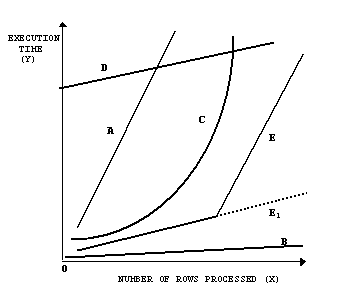 EXECUTION
TIME
(Y)
D
A
C
E
E1
B
0
NUMBER OF ROWS PROCESSED (X)